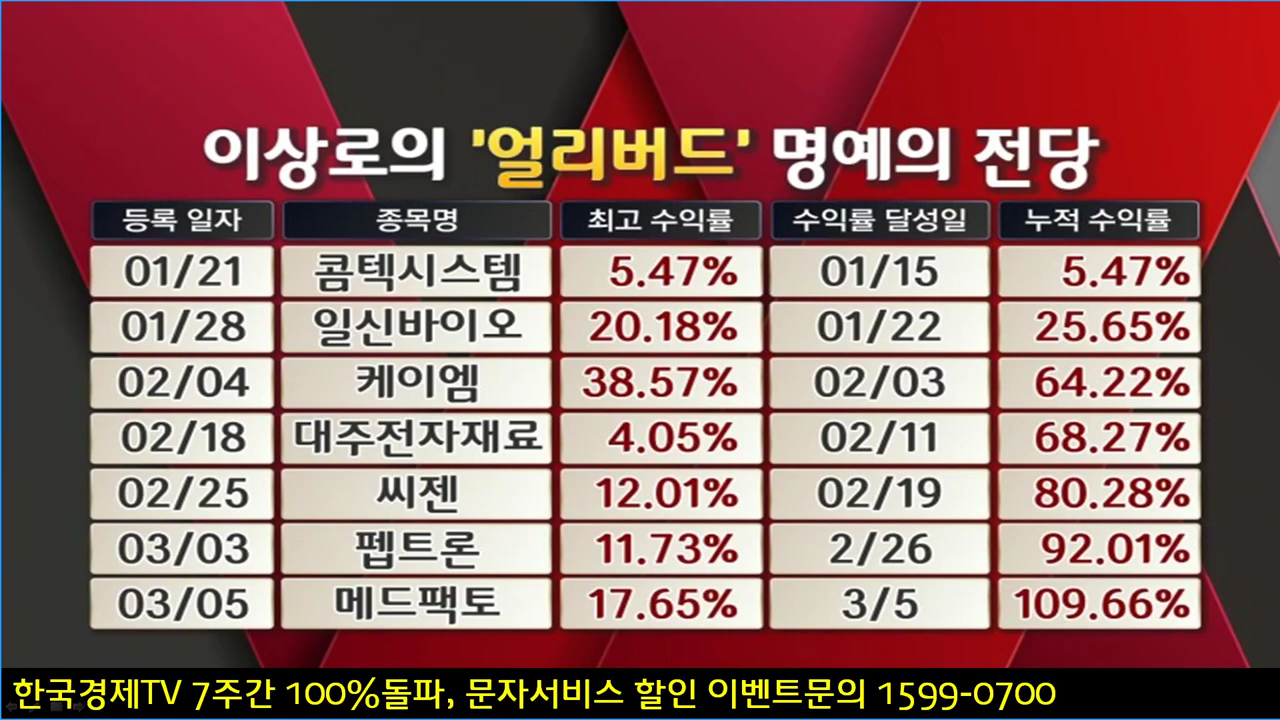 이상로의 '얼리버드' 명예의 전당
등록 일자 종목명 최고 수익률 수익률 달성일 누적 수익률
01/21 콤텍시스템 5.47% 01/15 5.47%
01/28 일신바이오 20.18% 01/22 25.65%
02/04 케이엠 38.57% 02/03 64.22%
02/18 대주전자재료 4.05% 02/11 68.27%
02/25 씨젠 12.01% 02/19 80.28%
03/03 펩트론 11.73% 2/26 92.01%
03/05 메드팩토 17.65% 3/5 109.66%
한국경제TV 7주간 100%돌파, 문자서비스 할인 이벤트문의 1599-0700